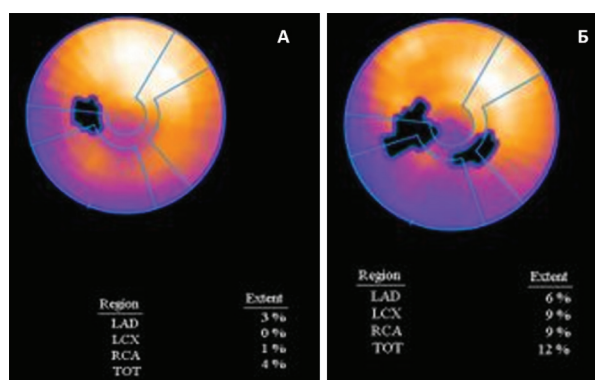 А
Region Extent
LAD 3 %
LCX 0 %
RCA 1 %
TOT 4 %
Б
Region Extent
LAD 6 %
LCX 9 %
RCA 9 %
TOT 12 %